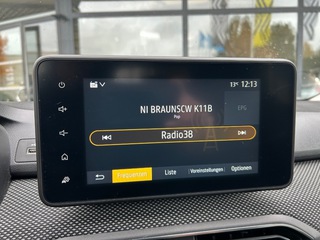 13° 12:13
NI BRAUNSCW K11B
EPG
Pop
Radio38
Frequenzen Liste Voreinstellungen Optionen